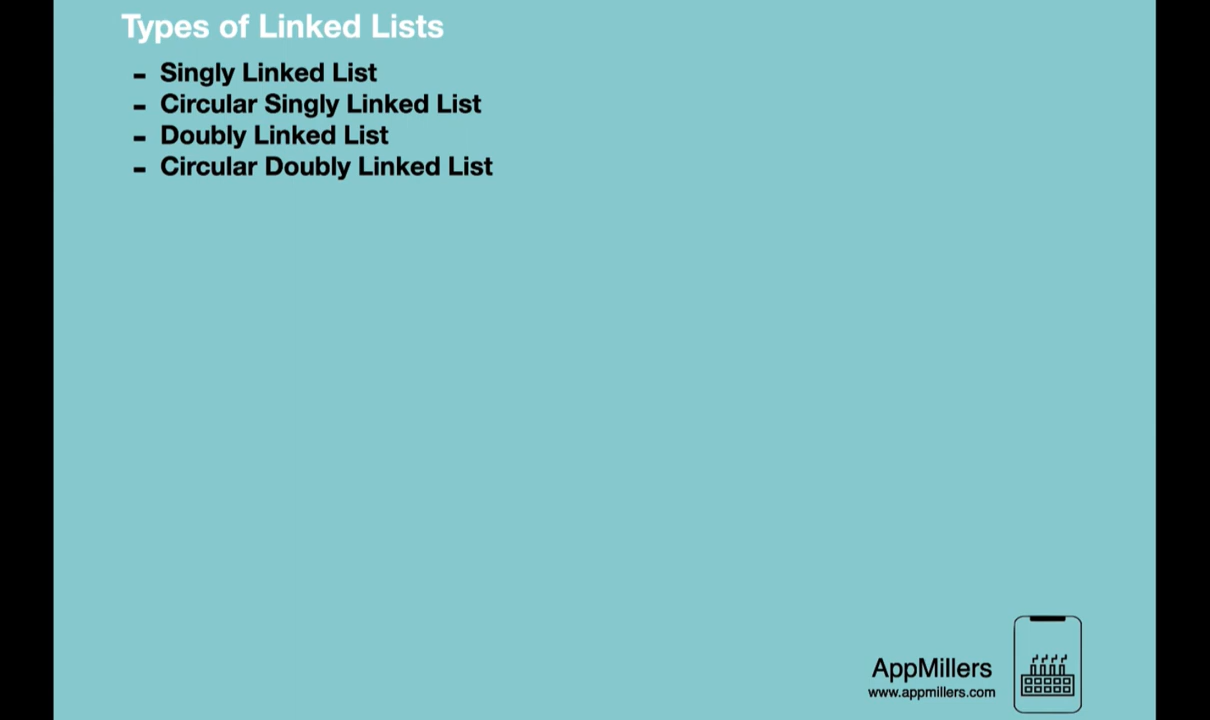 Types of Linked Lists
- Singly Linked List
- Circular Singly Linked List
- Doubly Linked List
- Circular Doubly Linked List
AppMillers
www.appmillers.com